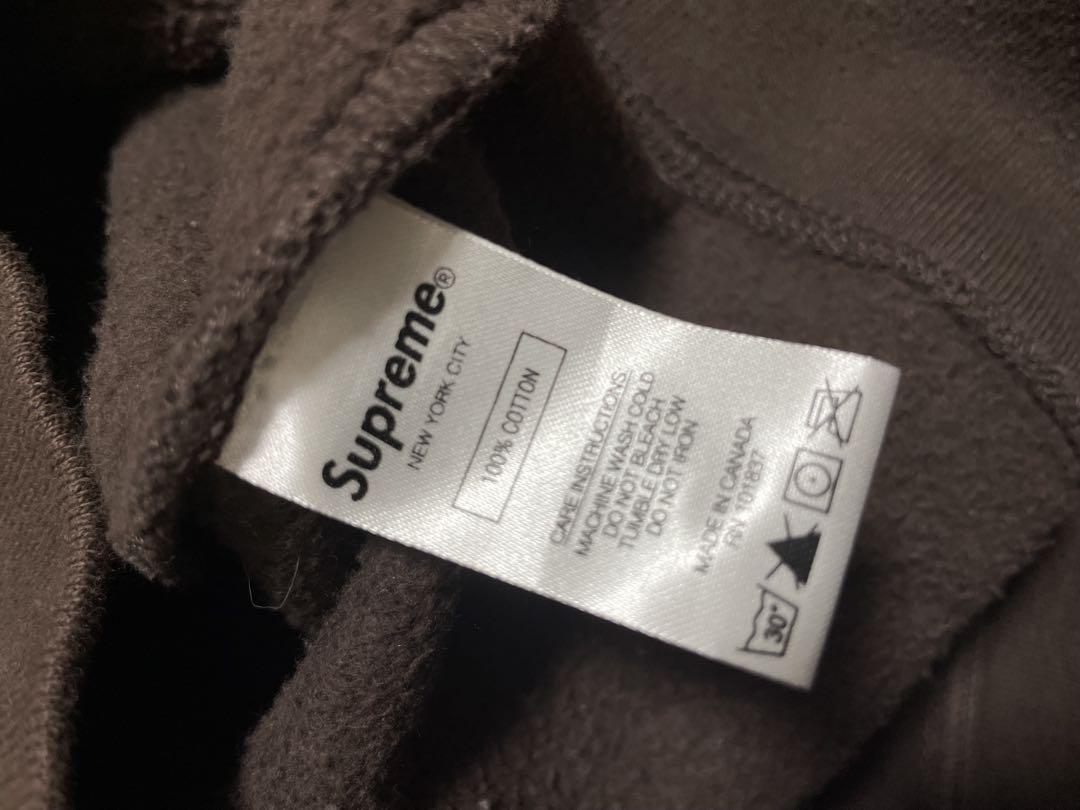 Supreme®
NEW YORK CITY
100% COTTON
CARE INSTRUCTIONS:
MACHINE WASH COLD
DO NOT BLEACH
TUMBLE DRY LOW
DO NOT IRON
MADE IN CANADA
RN 101837
30°